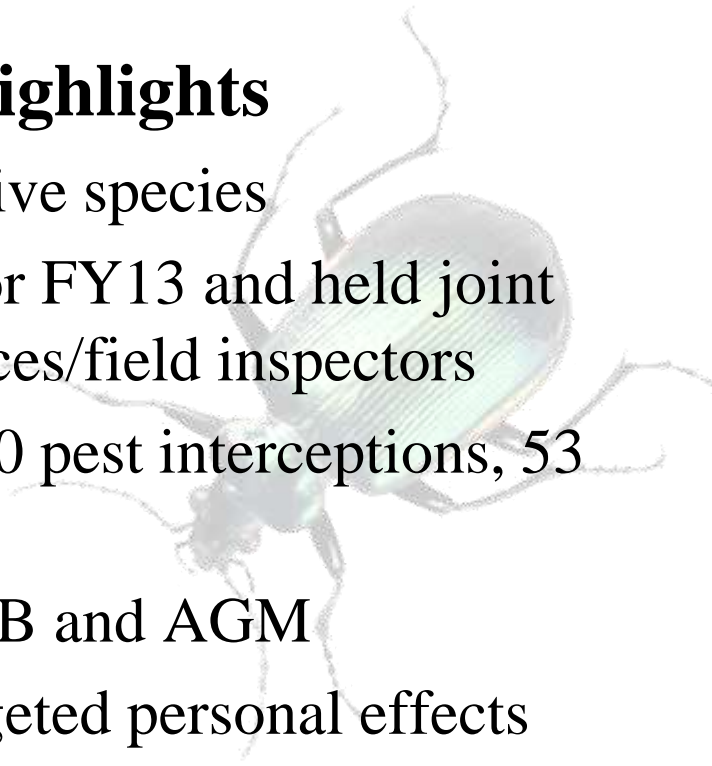 ighlights
ive species
or FY13 and held joint
ces/field inspectors
0 pest interceptions, 53
B and AGM
geted personal effects